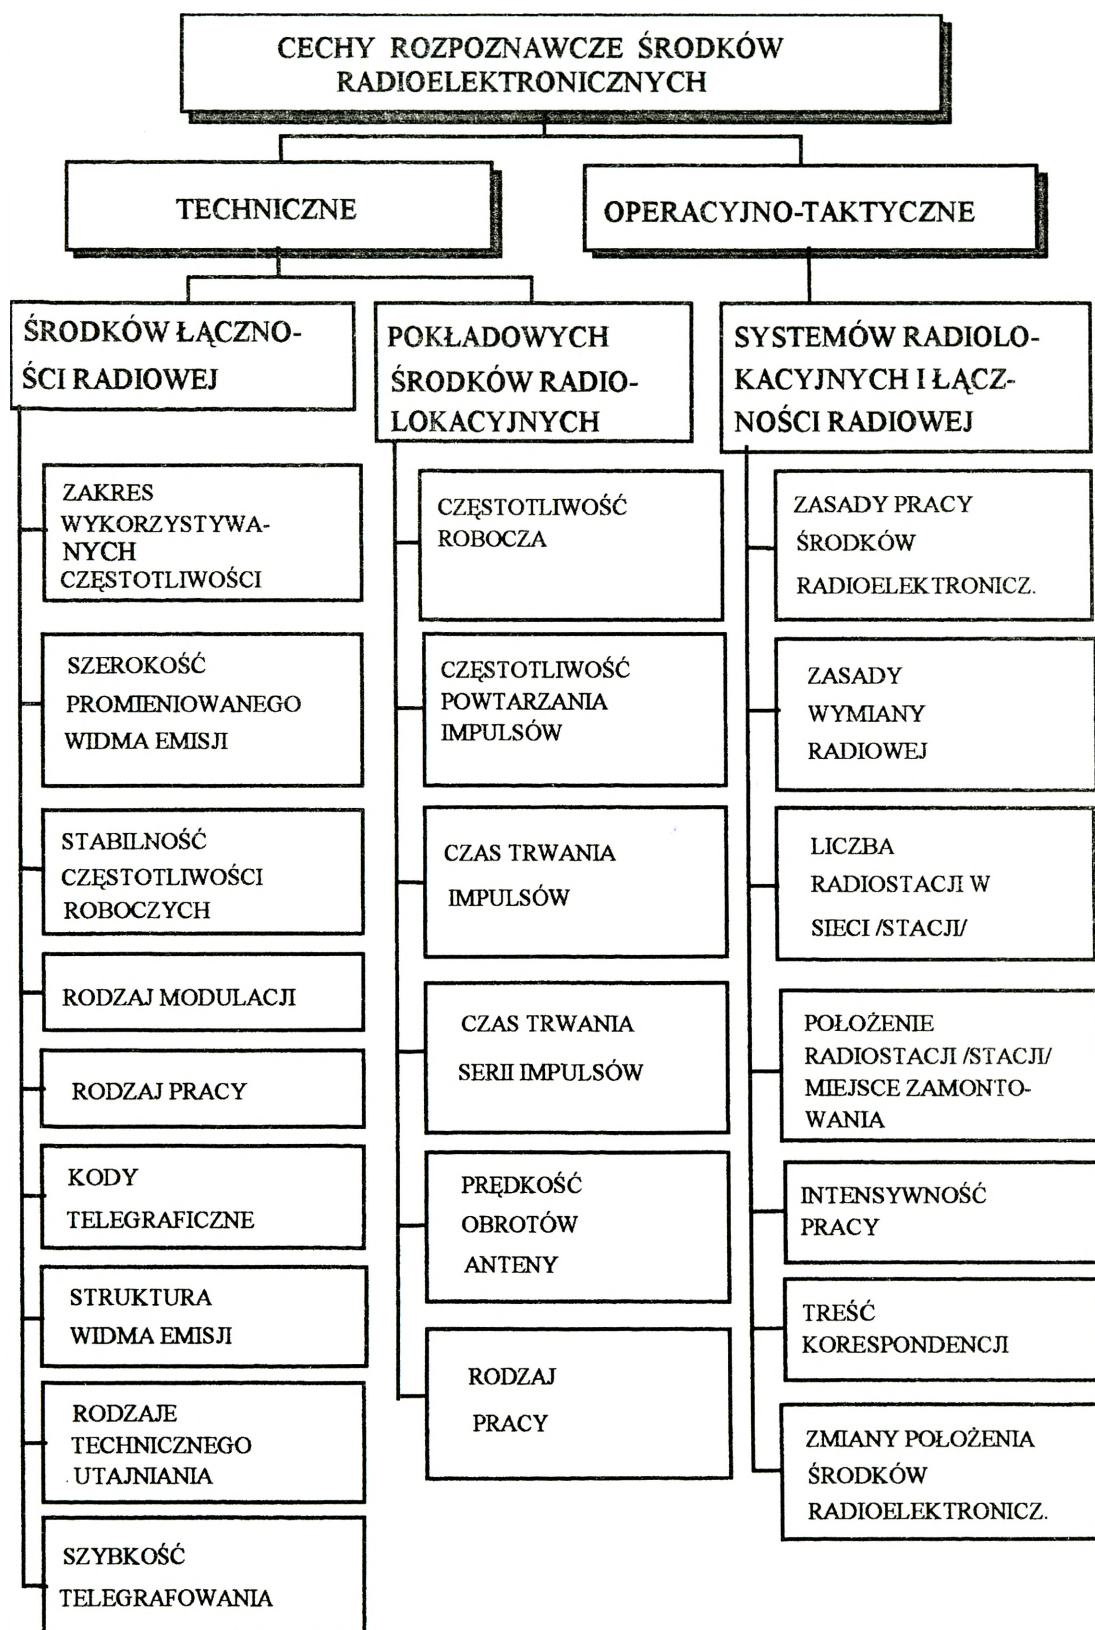 CECHY ROZPOZNAWCZE ŚRODKÓW
RADIOELEKTRONICZNYCH
TECHNICZNE
OPERACYJNO-TAKTYCZNE
ŚRODKÓW ŁĄCZNO-
ŚCI RADIOWEJ
ZAKRES
WYKORZYSTYWA-
NYCH
CZĘSTOTLIWOŚCI
SZEROKOŚĆ
PROMIENIOWANEGO
WIDMA EMISJI
STABILNOŚĆ
CZĘSTOTLIWOŚCI
ROBOCZYCH
RODZAJ MODULACJI
RODZAJ PRACY
KODY
TELEGRAFICZNE
STRUKTURA
WIDMA EMISJI
RODZAJE
TECHNICZNEGO
UTAJNIANIA
SZYBKOŚĆ
TELEGRAFOWANIA
POKŁADOWYCH
ŚRODKÓW RADIO-
LOKACYJNYCH
CZĘSTOTLIWOŚĆ
ROBOCZA
CZĘSTOTLIWOŚĆ
POWTARZANIA
IMPULSÓW
CZAS TRWANIA
IMPULSÓW
CZAS TRWANIA
SERII IMPULSÓW
PRĘDKOŚĆ
OBROTÓW
ANTENY
RODZAJ
PRACY
SYSTEMÓW RADIOLO-
KACYJNYCH I ŁĄCZ-
NOŚCI RADIOWEJ
ZASADY PRACY
ŚRODKÓW
RADIOELEKTRONICZ.
ZASADY
WYMIANY
RADIOWEJ
LICZBA
RADIOSTACJI W
SIECI /STACJI/
POŁOŻENIE
RADIOSTACJI /STACJI/
MIEJSCE ZAMONTO-
WANIA
INTENSYWNOŚĆ
PRACY
TREŚĆ
KORESPONDENCJI
ZMIANY POŁOŻENIA
ŚRODKÓW
RADIOELEKTRONICZ.